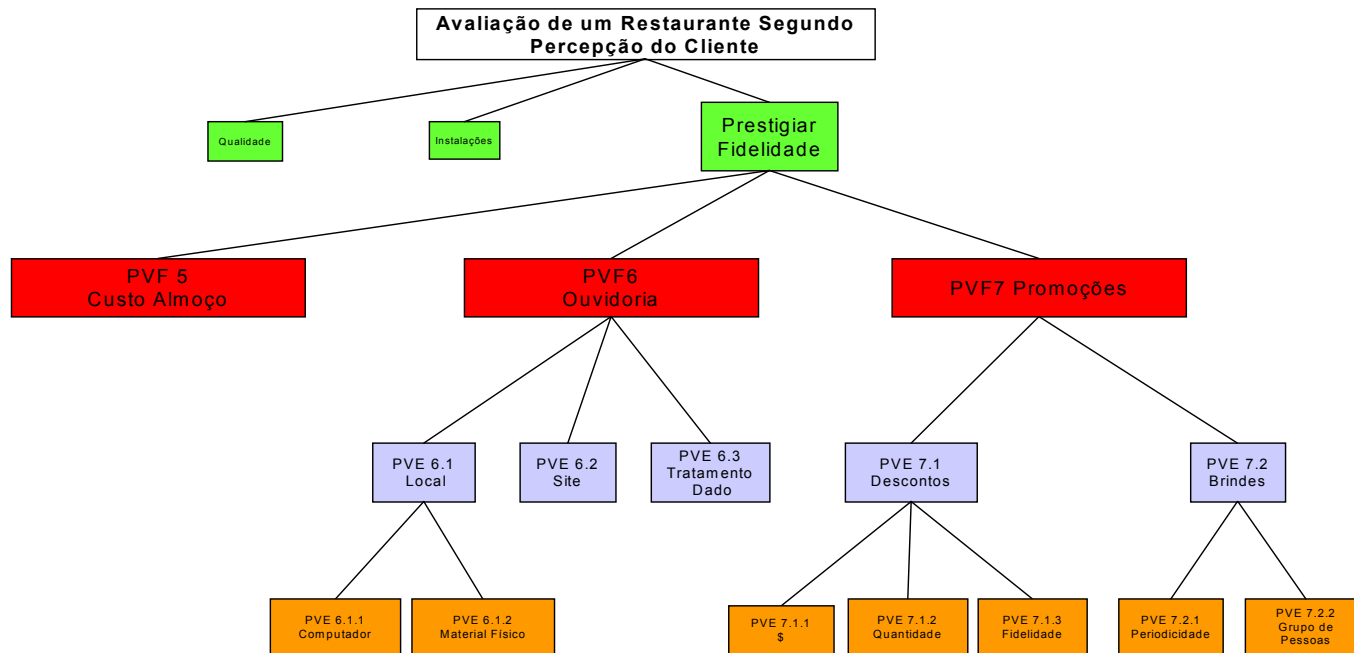 Avaliação de um Restaurante Segundo
Percepção do Cliente
Qualidade
Instalações
Prestigiar
Fidelidade
PVF 5
Custo Almoço
PVF6
Ouvidoria
PVF7 Promoções
PVE 6.1
Local
PVE 6.2
Site
PVE 6.3
Tratamento
Dado
PVE 7.1
Descontos
PVE 7.2
Brindes
PVE 6.1.1
Computador
PVE 6.1.2
Material Físico
PVE 7.1.1
$
PVE 7.1.2
Quantidade
PVE 7.1.3
Fidelidade
PVE 7.2.1
Periodicidade
PVE 7.2.2
Grupo de
Pessoas